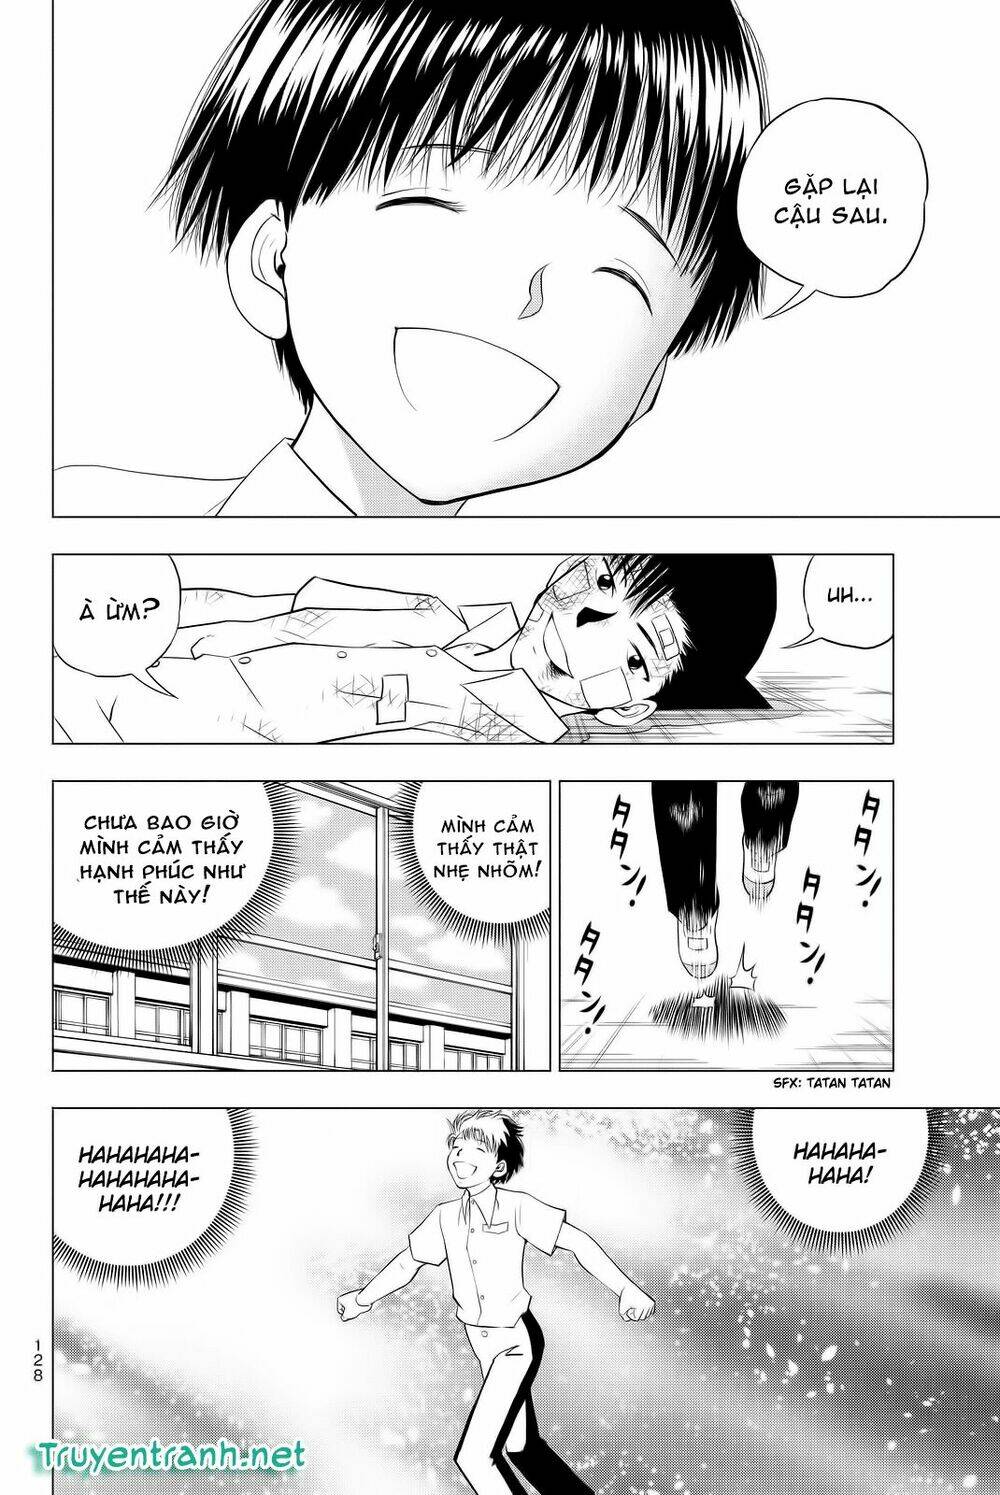 GẶP LẠI
CẬU SAU.
UH...
À ỪM?
タタン!
タタン!
タタン!
タタン!
SFX: TATAN TATAN
MÌNH CẢM
THẤY THẬT
NHẸ NHÕM!
CHƯA BAO GIỜ
MÌNH CẢM THẤY
HẠNH PHÚC NHƯ
THẾ NÀY!
HAHAHA-
HAHA!
HAHAHAHA-
HAHAHAHA-
HAHA!!!
128
Truyentranh.net